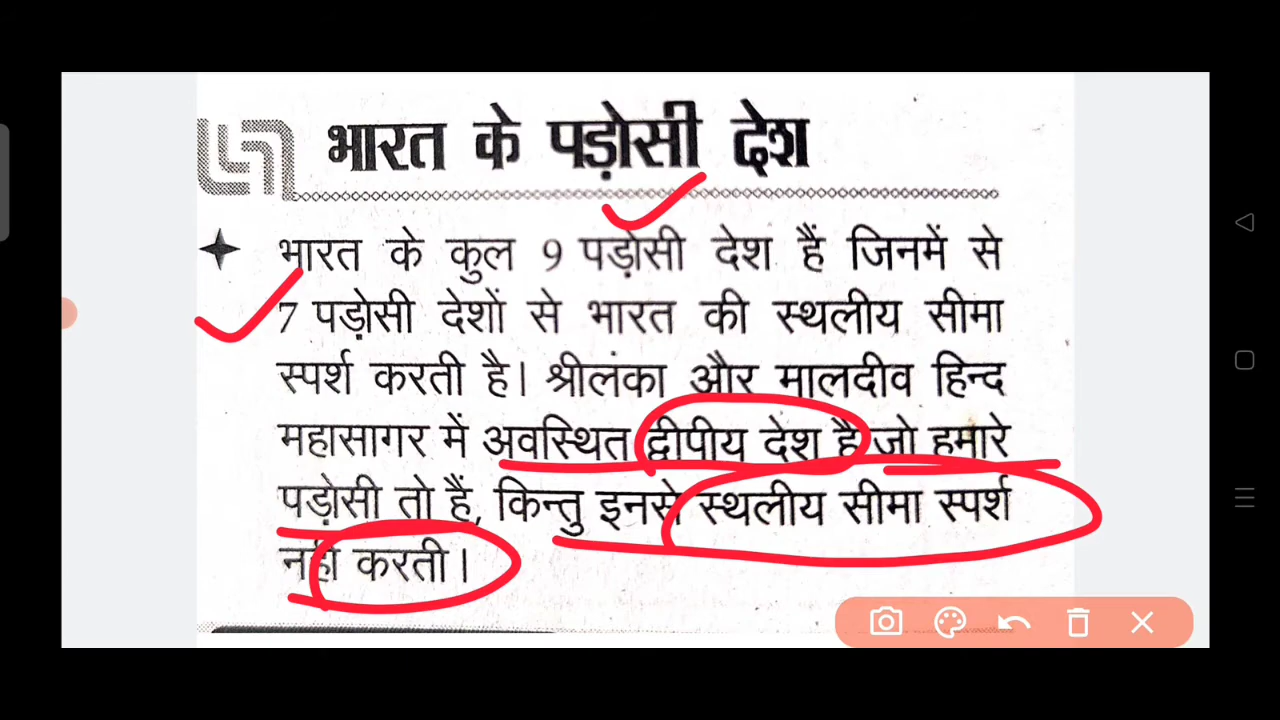 भारत के पड़ोसी देश
भारत के कुल 9 पड़ोसी देश हैं जिनमें से
7 पड़ोसी देशों से भारत की स्थलीय सीमा
स्पर्श करती है। श्रीलंका और मालदीव हिन्द
महासागर में अवस्थित द्वीपीय देश है जो हमारे
पड़ोसी तो हैं, किन्तु इनसे स्थलीय सीमा स्पर्श
नहीं करती।